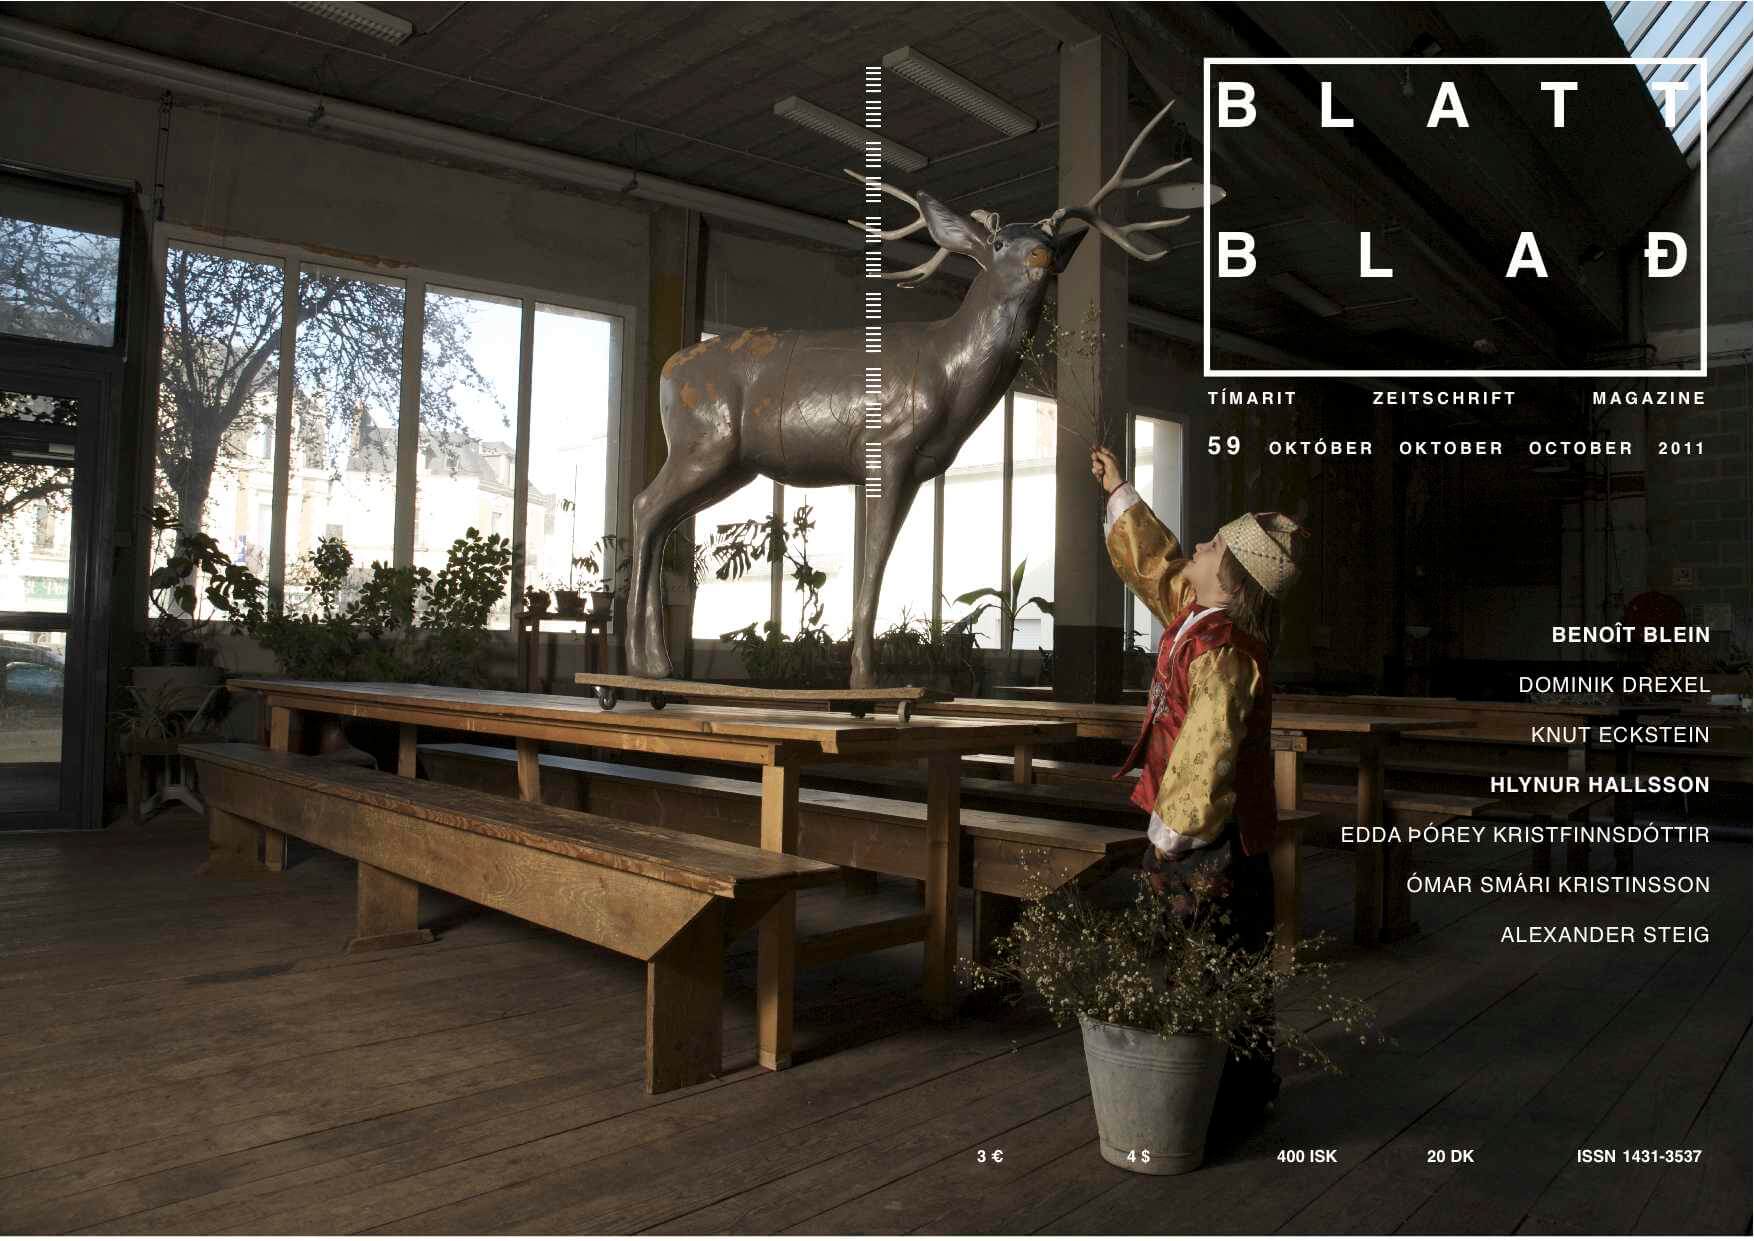 B L A T T
B L A Ð
TÍMARIT ZEITSCHRIFT MAGAZINE
59 OKTÓBER OKTOBER OCTOBER 2011
BENOÎT BLEIN
DOMINIK DREXEL
KNUT ECKSTEIN
HLYNUR HALLSSON
EDDA ÞÓREY KRISTFINNSDÓTTIR
ÓMAR SMÁRI KRISTINSSON
ALEXANDER STEIG
3 € 4 $ 400 ISK 20 DK ISSN 1431-3537